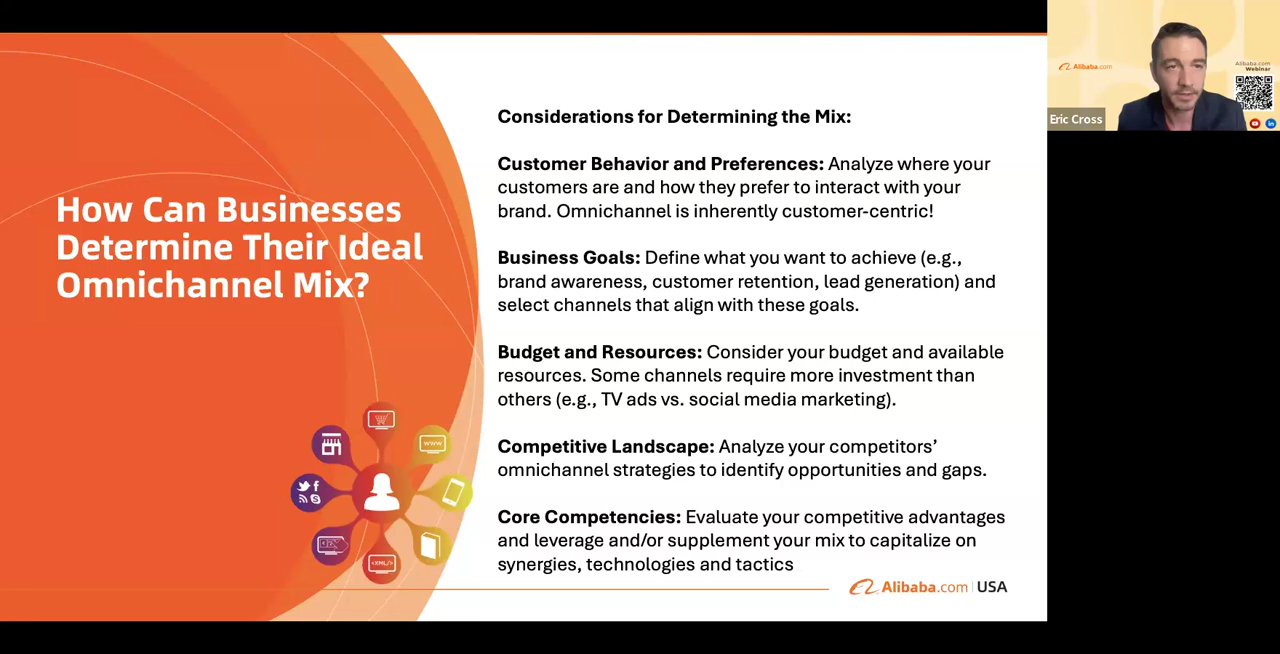 How Can Businesses
Determine Their Ideal
Omnichannel Mix?
Considerations for Determining the Mix:
Customer Behavior and Preferences: Analyze where your
customers are and how they prefer to interact with your
brand. Omnichannel is inherently customer-centric!
Business Goals: Define what you want to achieve (e.g.,
brand awareness, customer retention, lead generation) and
select channels that align with these goals.
Budget and Resources: Consider your budget and available
resources. Some channels require more investment than
others (e.g., TV ads vs. social media marketing).
Competitive Landscape: Analyze your competitors’
omnichannel strategies to identify opportunities and gaps.
Core Competencies: Evaluate your competitive advantages
and leverage and/or supplement your mix to capitalize on
synergies, technologies and tactics
WWW
<XML/>
Alibaba.com | USA
Alibaba.com
Alibaba.com
Webinar
Eric Cross